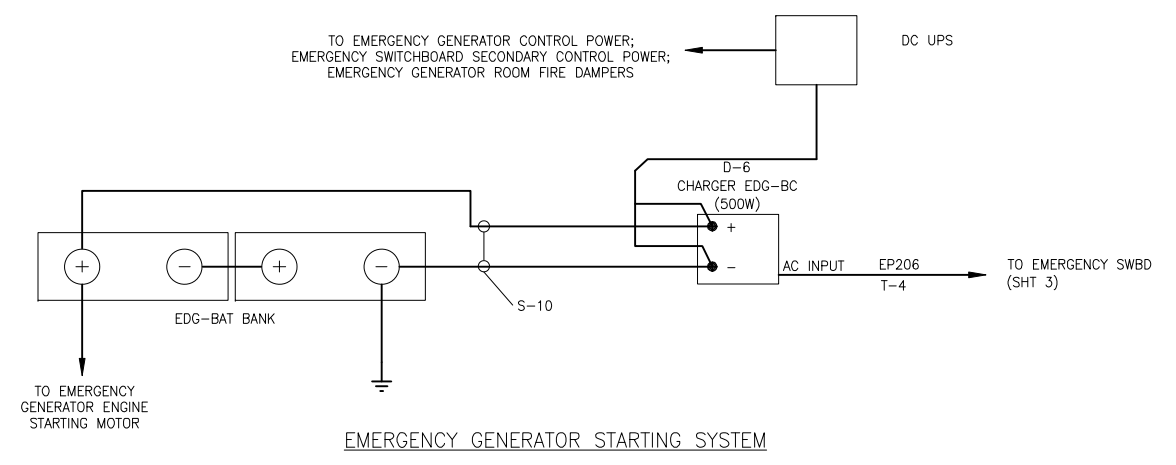 TO EMERGENCY GENERATOR CONTROL POWER;
EMERGENCY SWITCHBOARD SECONDARY CONTROL POWER;
EMERGENCY GENERATOR ROOM FIRE DAMPERS
DC UPS
D-6
CHARGER EDG-BC
(500W)
+
-
AC INPUT
EP206
T-4
TO EMERGENCY SWBD
(SHT 3)
+
-
+
-
S-10
EDG-BAT BANK
TO EMERGENCY
GENERATOR ENGINE
STARTING MOTOR
EMERGENCY GENERATOR STARTING SYSTEM